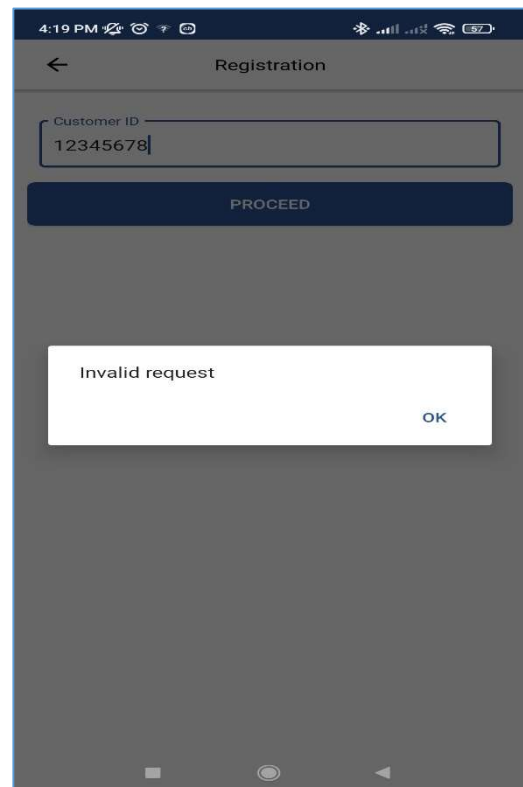 4:19 PM
57
Registration
Customer ID
12345678
PROCEED
Invalid request
OK